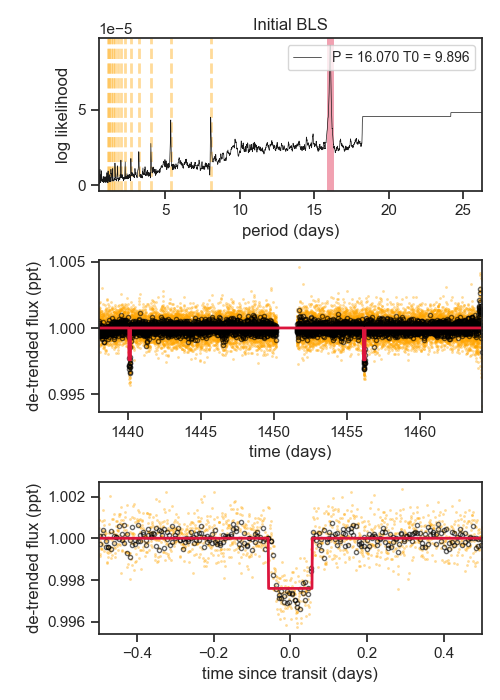 Initial BLS
1e−5
P = 16.070 T0 = 9.896
log likelihood
5
0
5
10
15
20
25
period (days)
de-trended flux (ppt)
1.005
1.000
0.995
1440
1445
1450
1455
1460
time (days)
de-trended flux (ppt)
1.002
1.000
0.998
0.996
−0.4
−0.2
0.0
0.2
0.4
time since transit (days)